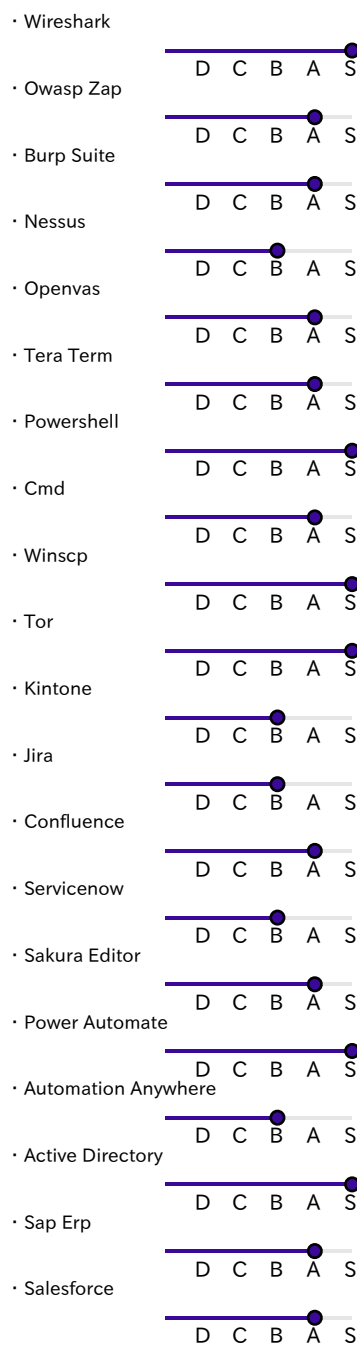 ・Wireshark
D C B A S
・Owasp Zap
D C B A S
・Burp Suite
D C B A S
・Nessus
D C B A S
・Openvas
D C B A S
・Tera Term
D C B A S
・Powershell
D C B A S
・Cmd
D C B A S
・Winscp
D C B A S
・Tor
D C B A S
・Kintone
D C B A S
・Jira
D C B A S
・Confluence
D C B A S
・Servicenow
D C B A S
・Sakura Editor
D C B A S
・Power Automate
D C B A S
・Automation Anywhere
D C B A S
・Active Directory
D C B A S
・Sap Erp
D C B A S
・Salesforce
D C B A S